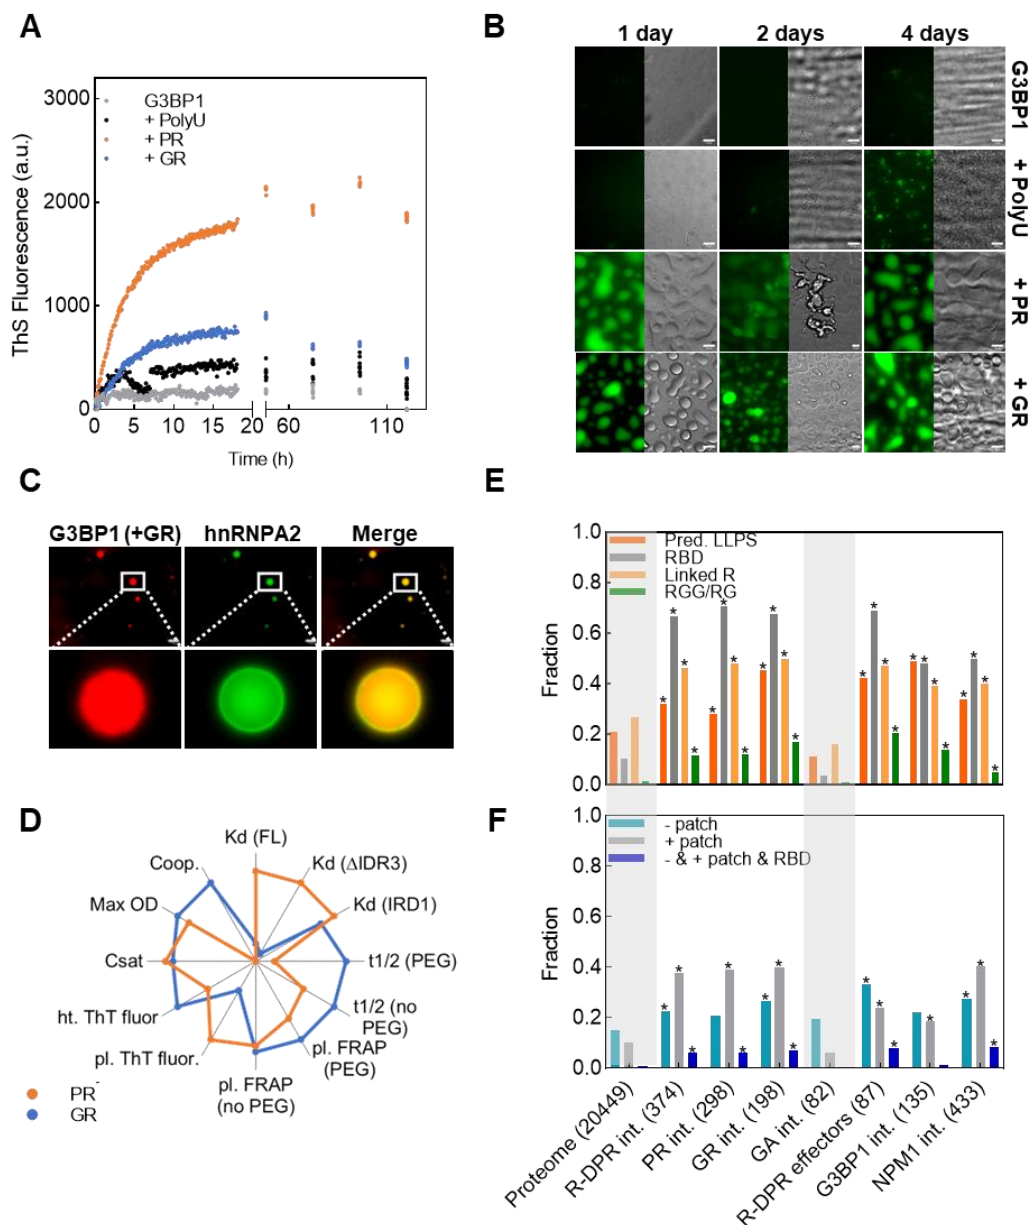 A
ThS Fluorescence (a.u.)
3000
2000
1000
0
G3BP1
+ PolyU
+ PR
+ GR
0 5 10 15 20 60 110
Time (h)
B
1 day 2 days 4 days
G3BP1
+ PolyU
+ PR
+ GR
C
G3BP1 (+GR) hnRNPA2 Merge
D
Kd (FL)
Kd (ΔIDR3)
Kd (IRD1)
t1/2 (PEG)
t1/2 (no
PEG)
pl. FRAP
(PEG)
pl. FRAP
(no PEG)
pl. ThT fluor.
ht. ThT fluor
Csat
Max OD
Coop.
PR
GR
E
Fraction
1.0
0.8
0.6
0.4
0.2
0.0
Pred. LLPS
RBD
Linked R
RGG/RG
* * * * * * * * * * * * * * * * * * * * * * * *
F
Fraction
1.0
0.8
0.6
0.4
0.2
0.0
- patch
+ patch
- & + patch & RBD
* * * * * * * * * * * * * * * *
Proteome (20449)
R-DPR int. (374)
PR int. (298)
GR int. (198)
GA int. (82)
R-DPR effectors (87)
G3BP1 int. (135)
NPM1 int. (433)